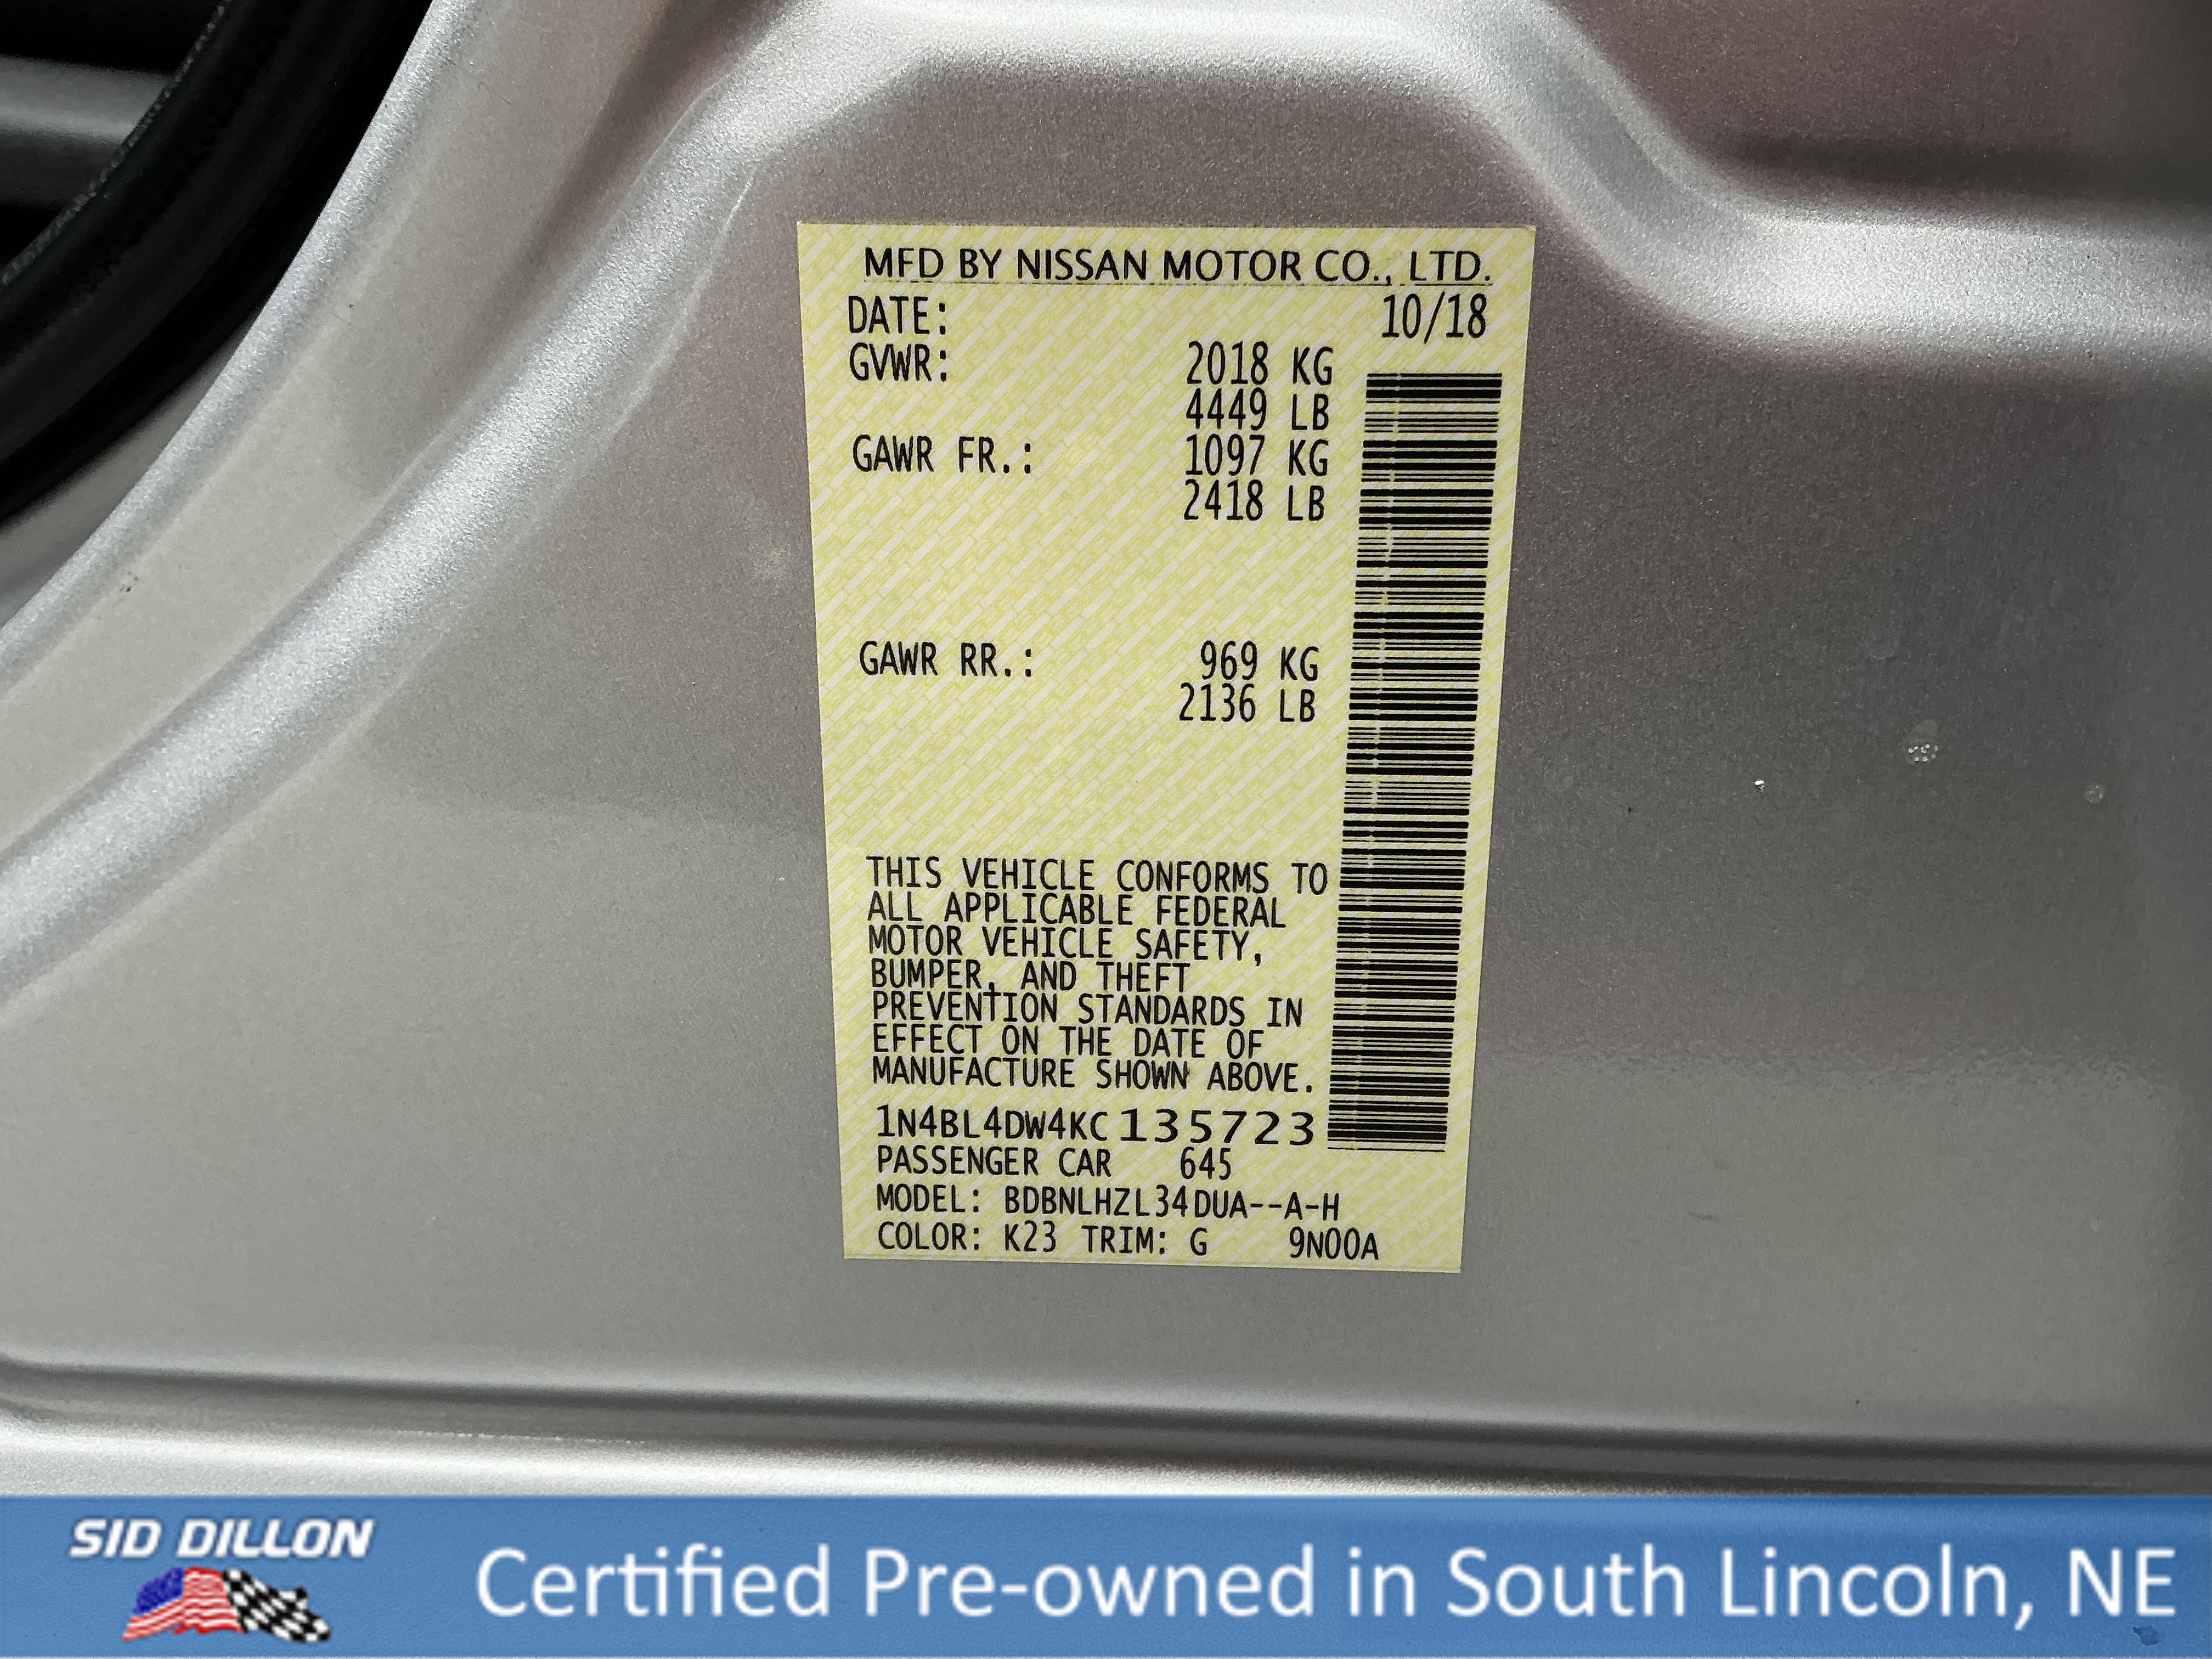 MFD BY NISSAN MOTOR CO., LTD.
DATE: 10/18
GVWR: 2018 KG
4449 LB
GAWR FR.: 1097 KG
2418 LB
GAWR RR.: 969 KG
2136 LB
THIS VEHICLE CONFORMS TO
ALL APPLICABLE FEDERAL
MOTOR VEHICLE SAFETY,
BUMPER, AND THEFT
PREVENTION STANDARDS IN
EFFECT ON THE DATE OF
MANUFACTURE SHOWN ABOVE.
1N4BL4DW4KC135723
PASSENGER CAR 645
MODEL: BDBNLHZL34DUA--A-H
COLOR: K23 TRIM: G 9N00A
SID DILLON
Certified Pre-owned in South Lincoln, NE